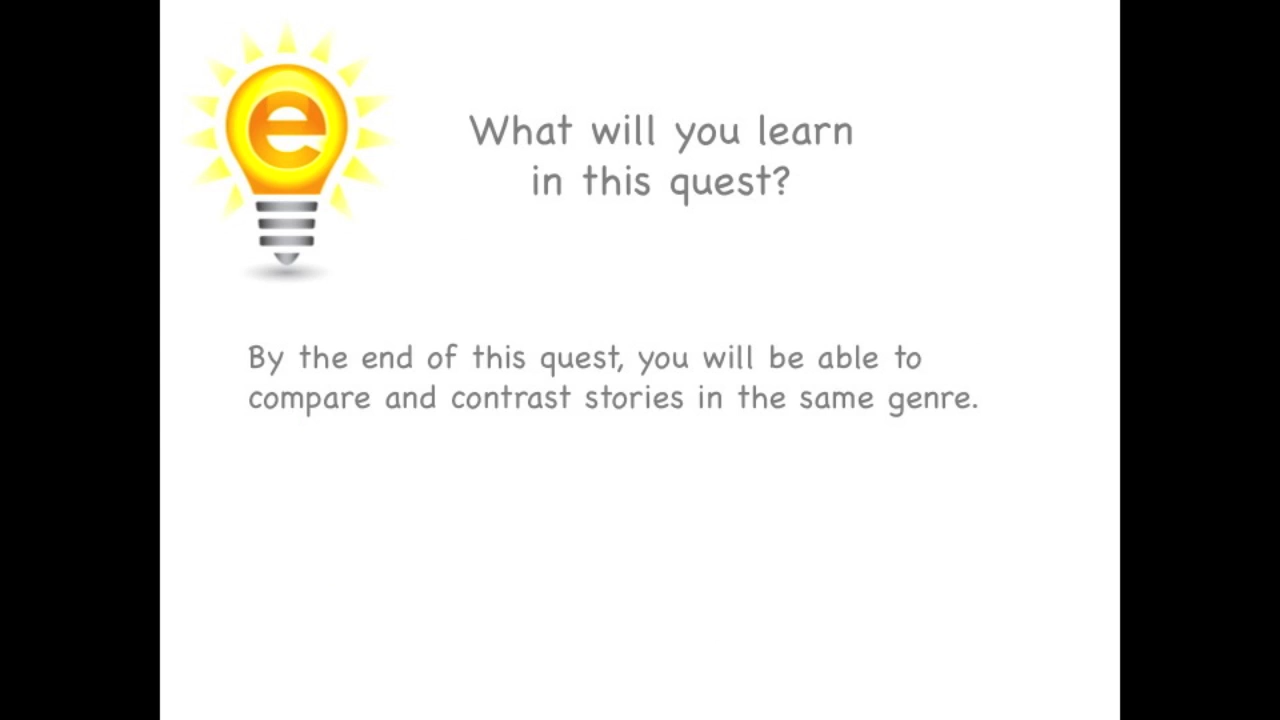 e
What will you learn
in this quest?
By the end of this quest, you will be able to
compare and contrast stories in the same genre.